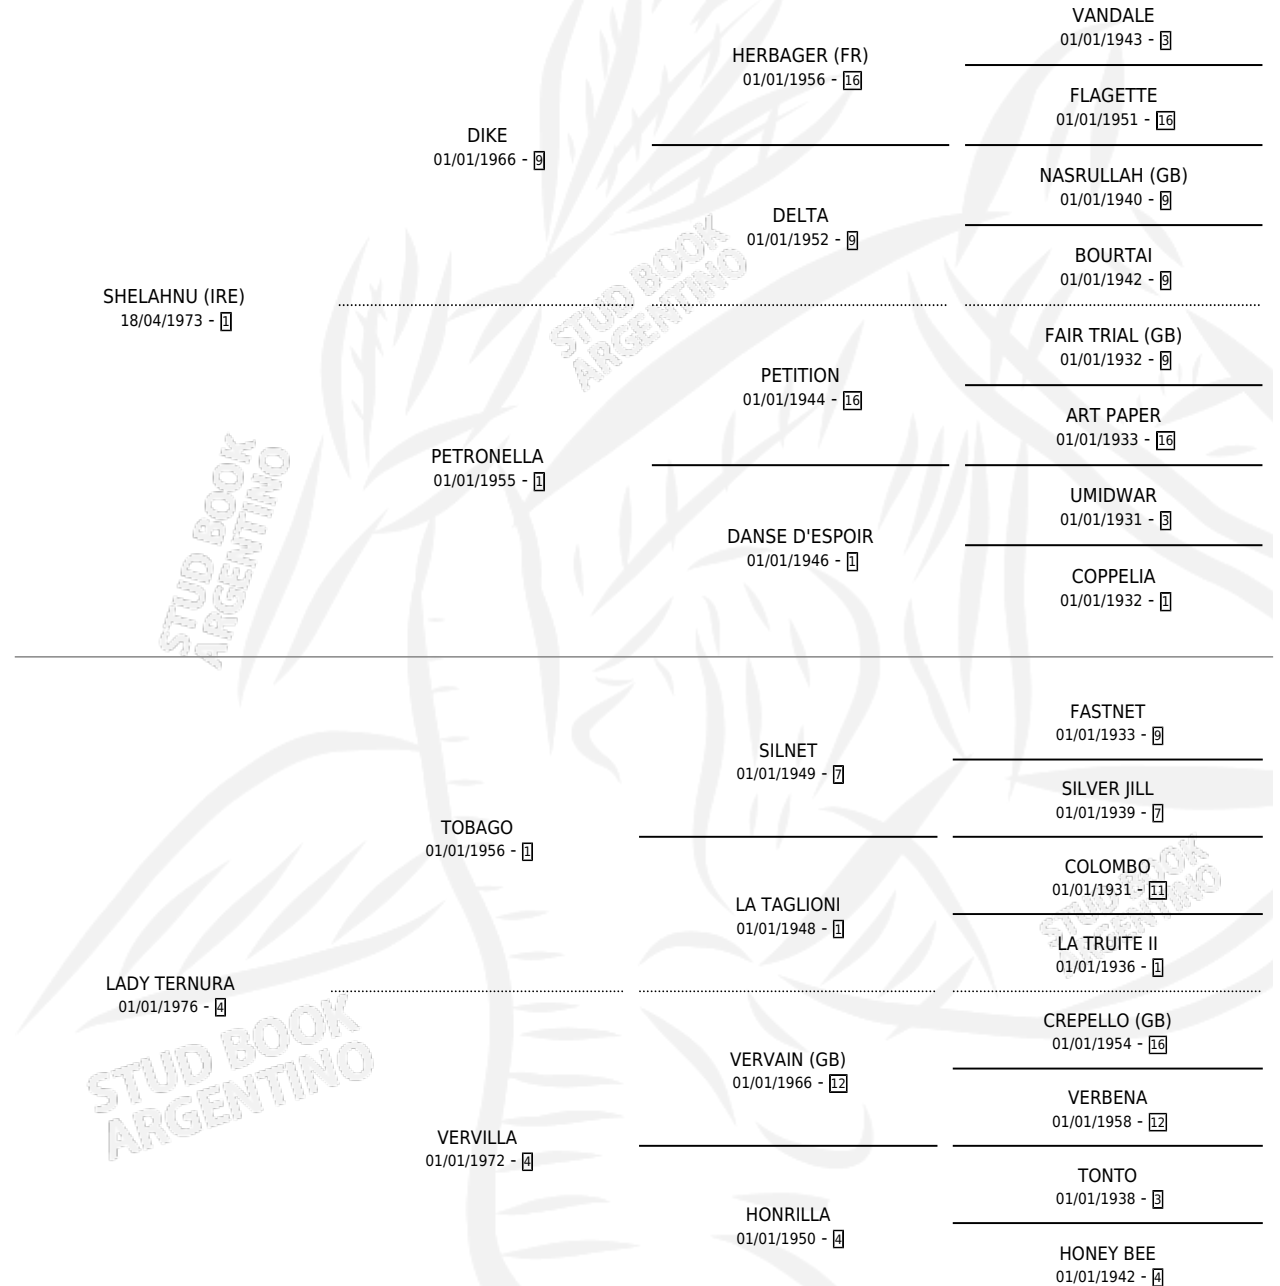 VANDALE
01/01/1943 - 3
HERBAGER (FR)
01/01/1956 - 16
FLAGETTE
01/01/1951 - 16
DIKE
01/01/1966 - 9
NASRULLAH (GB)
01/01/1940 - 9
DELTA
01/01/1952 - 9
BOURTAI
01/01/1942 - 9
SHELAHNU (IRE)
18/04/1973 - 1
FAIR TRIAL (GB)
01/01/1932 - 9
PETITION
01/01/1944 - 16
ART PAPER
01/01/1933 - 16
PETRONELLA
01/01/1955 - 1
UMIDWAR
01/01/1931 - 3
DANSE D'ESPOIR
01/01/1946 - 1
COPPELIA
01/01/1932 - 1
FASTNET
01/01/1933 - 9
SILNET
01/01/1949 - 7
SILVER JILL
01/01/1939 - 7
TOBAGO
01/01/1956 - 1
COLOMBO
01/01/1931 - 11
LA TAGLIONI
01/01/1948 - 1
LA TRUITE II
01/01/1936 - 1
LADY TERNURA
01/01/1976 - 4
CREPELLO (GB)
01/01/1954 - 16
VERVAIN (GB)
01/01/1966 - 12
VERBENA
01/01/1958 - 12
VERVILLA
01/01/1972 - 4
TONTO
01/01/1938 - 3
HONRILLA
01/01/1950 - 4
HONEY BEE
01/01/1942 - 4
STUD BOOK
ARGENTINO
STUD BOOK
ARGENTINO
STUD BOOK
ARGENTINO
STUD BOOK
ARGENTINO